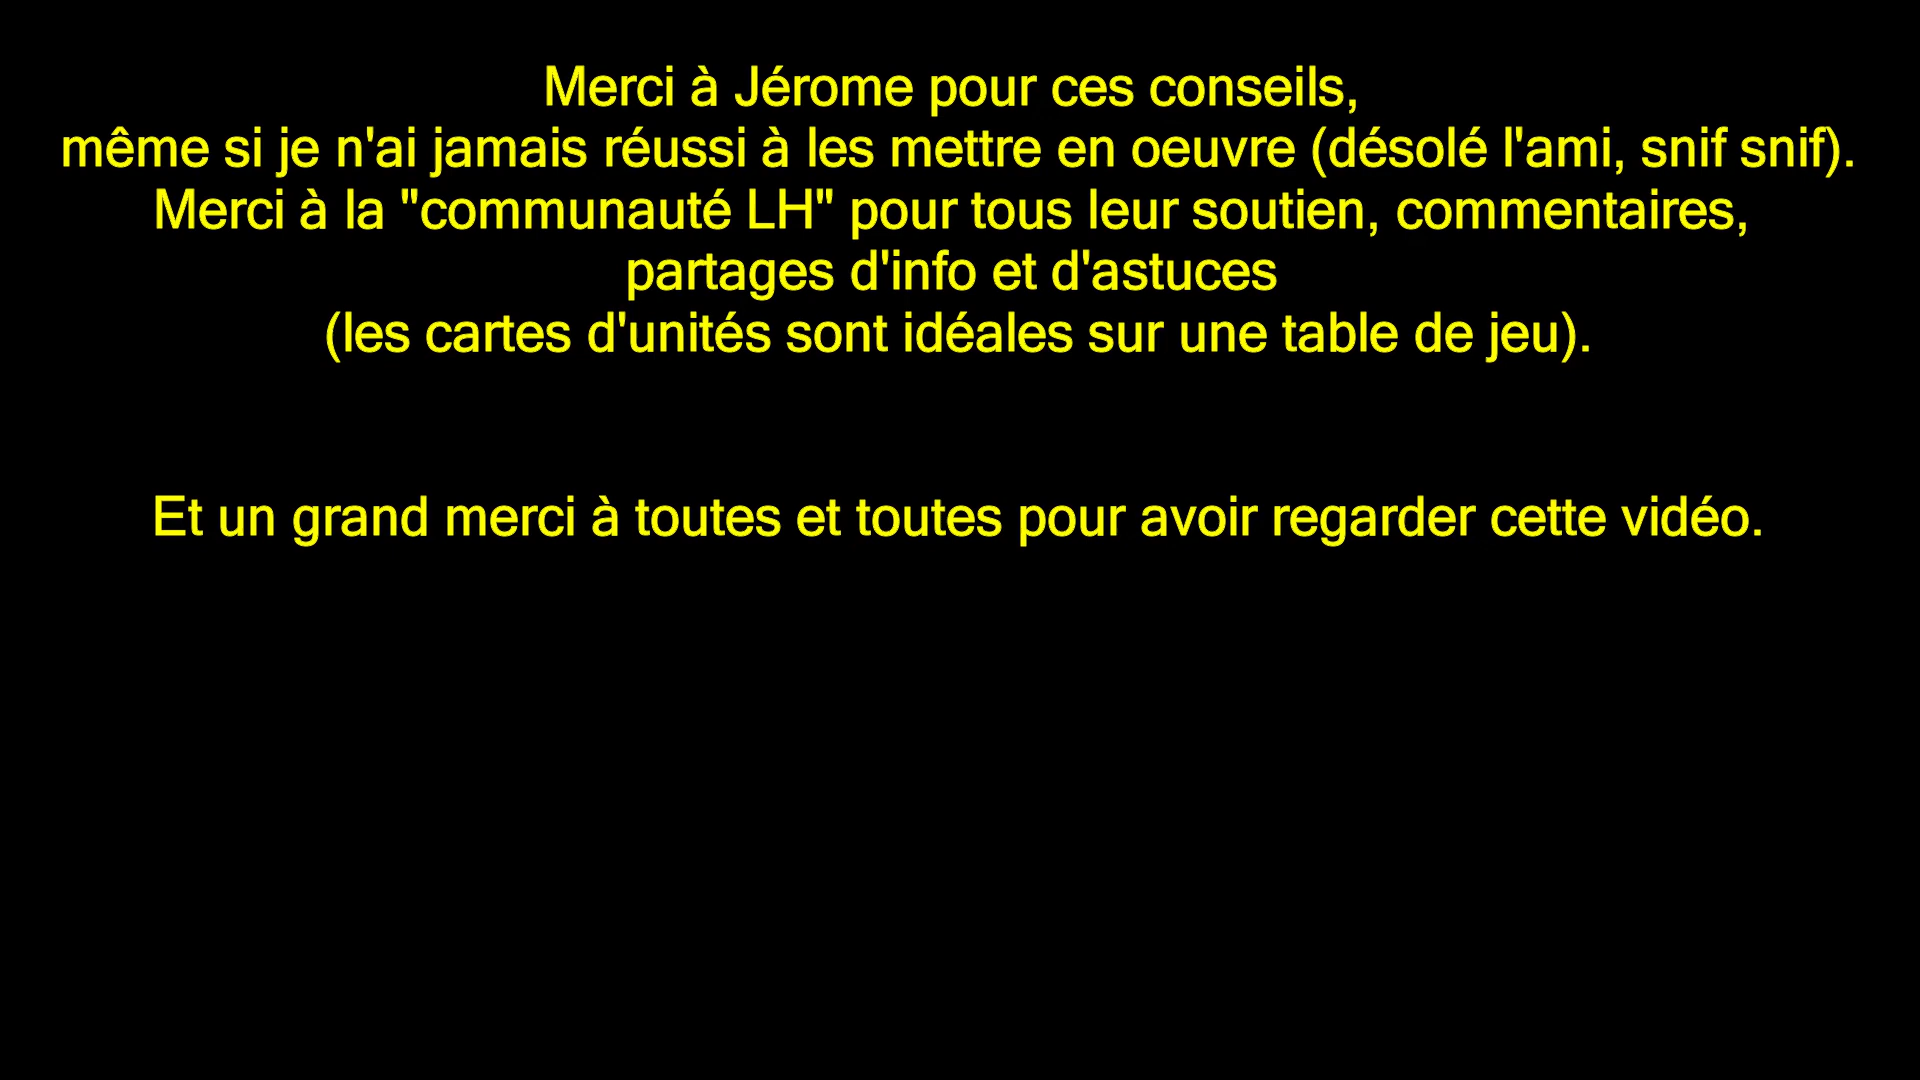 Merci à Jérome pour ces conseils,
même si je n'ai jamais réussi à les mettre en oeuvre (désolé l'ami, snif snif).
Merci à la "communauté LH" pour tous leur soutien, commentaires,
partages d'info et d'astuces
(les cartes d'unités sont idéales sur une table de jeu).
Et un grand merci à toutes et toutes pour avoir regarder cette vidéo.